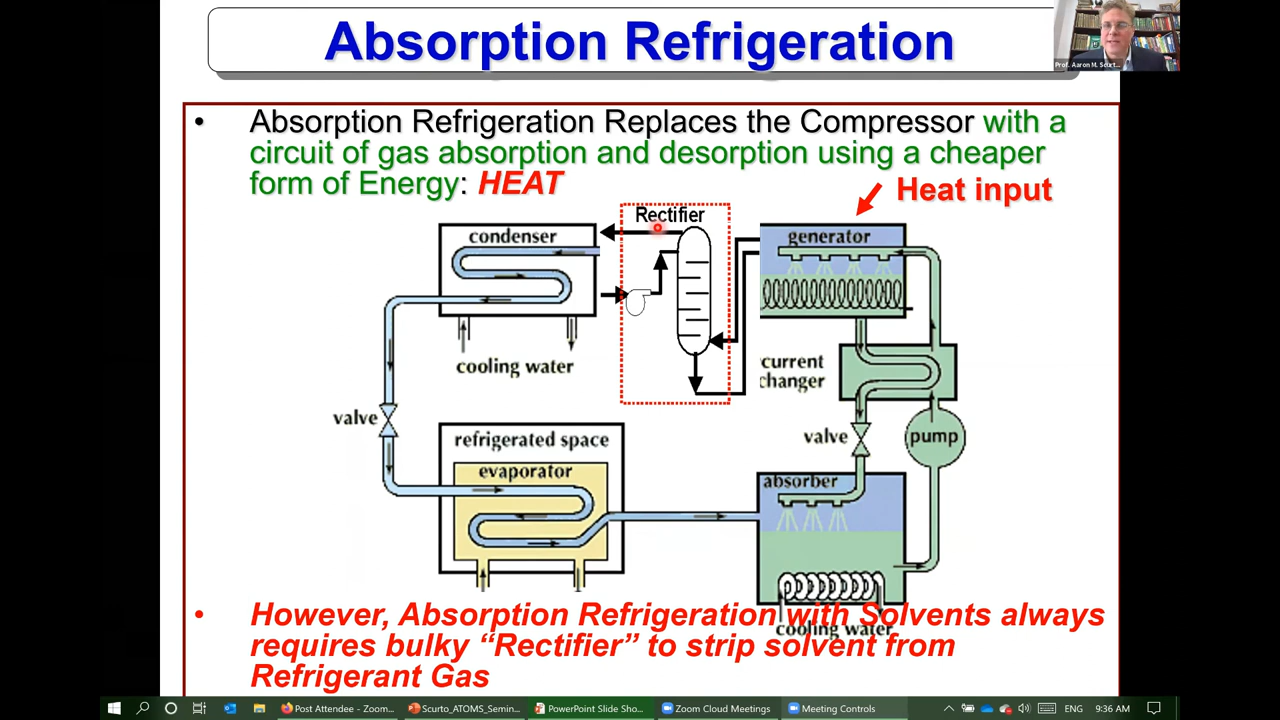 Absorption Refrigeration
Prof. Aaron M. Scurt...
• Absorption Refrigeration Replaces the Compressor with a
circuit of gas absorption and desorption using a cheaper
form of Energy: HEAT
Heat input
Rectifier
condenser
generator
cooling water
current
changer
valve
valve
pump
refrigerated space
evaporator
absorber
cooling water
• However, Absorption Refrigeration with Solvents always
requires bulky “Rectifier” to strip solvent from
Refrigerant Gas
Post Attendee - Zoom...
Scurto_ATOMS_Semin...
PowerPoint Slide Sho...
Zoom Cloud Meetings
Meeting Controls
ENG
9:36 AM